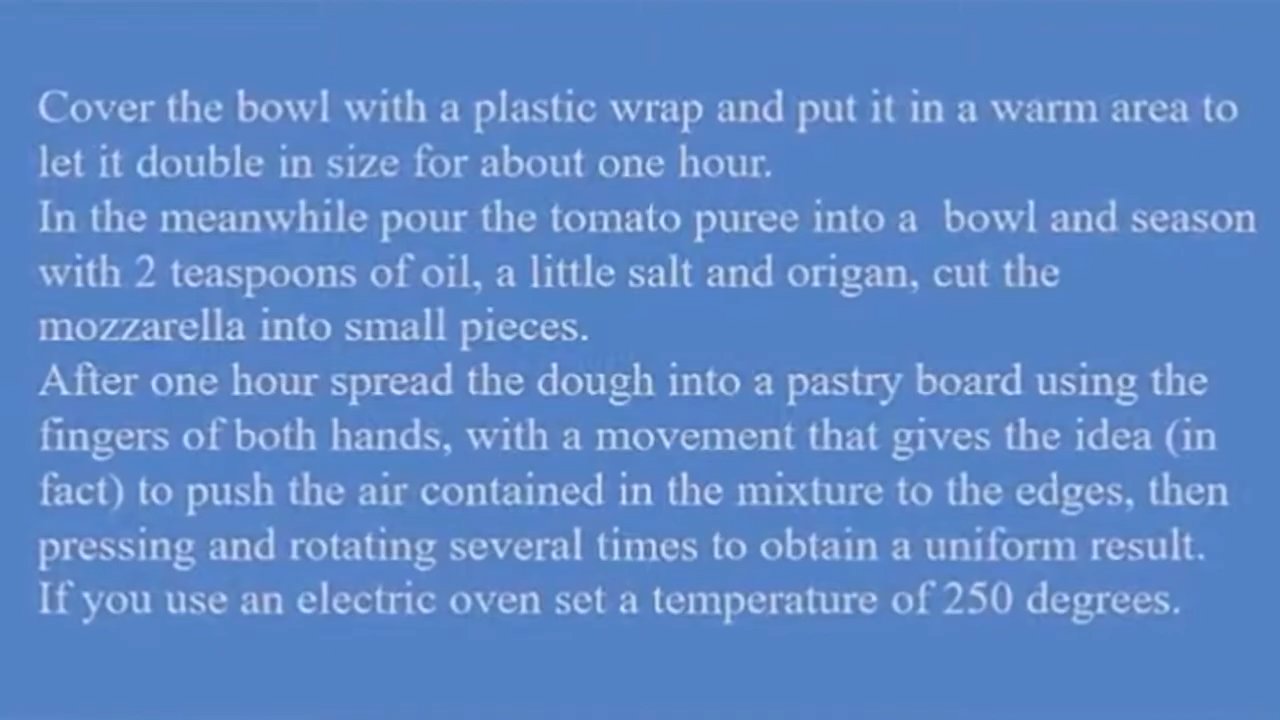 Cover the bowl with a plastic wrap and put it in a warm area to
let it double in size for about one hour.
In the meanwhile pour the tomato puree into a  bowl and season
with 2 teaspoons of oil, a little salt and origan, cut the
mozzarella into small pieces.
After one hour spread the dough into a pastry board using the
fingers of both hands, with a movement that gives the idea (in
fact) to push the air contained in the mixture to the edges, then
pressing and rotating several times to obtain a uniform result.
If you use an electric oven set a temperature of 250 degrees.